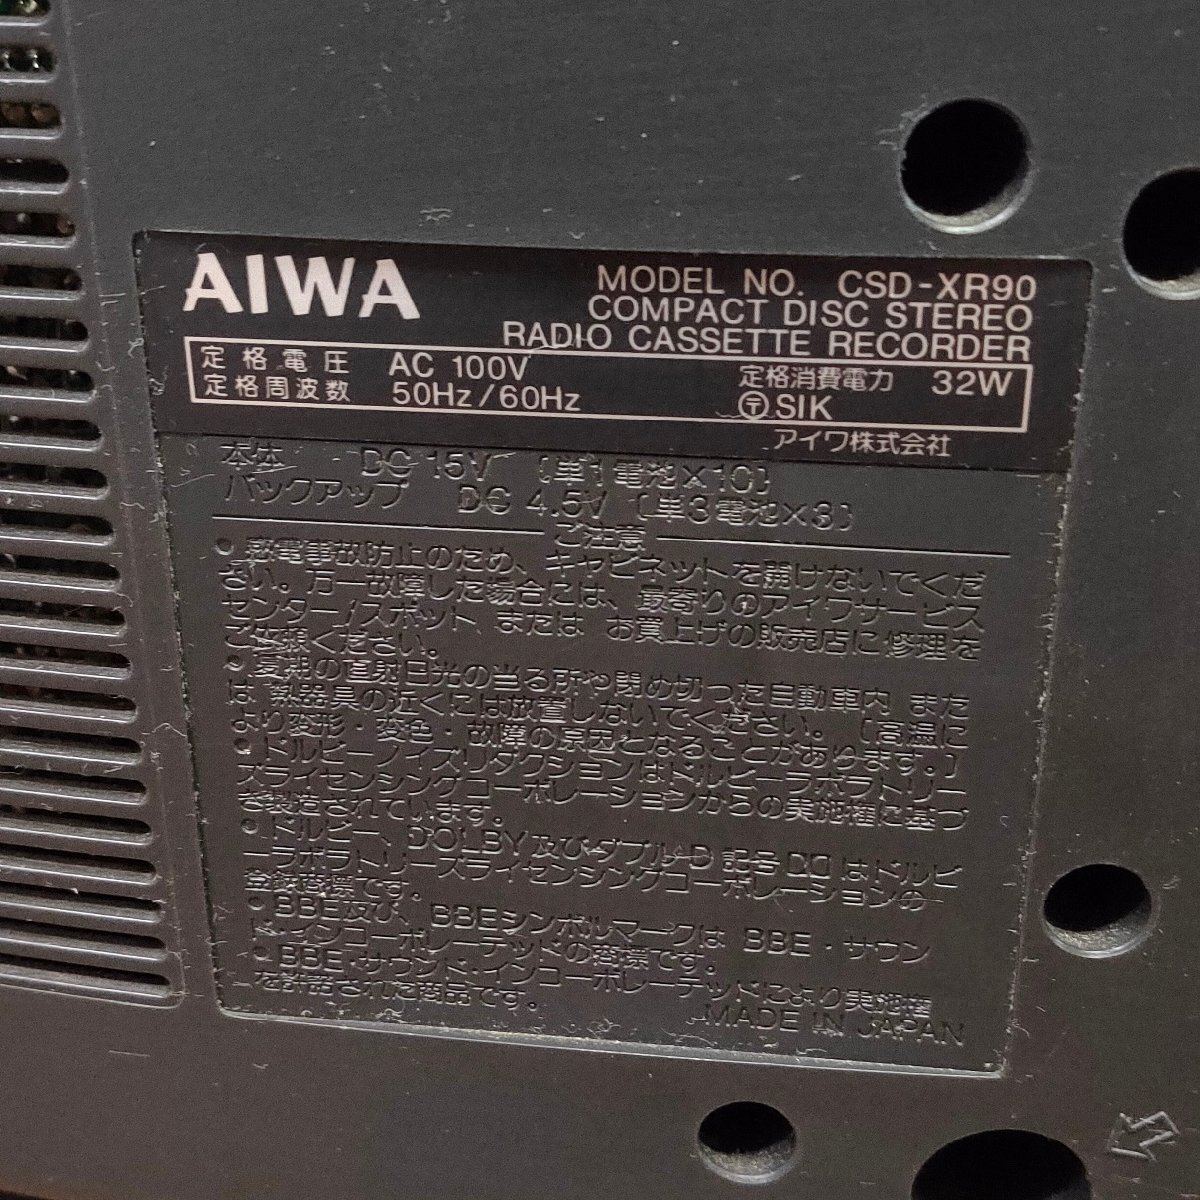 AIWA
MODEL NO. CSD-XR90
COMPACT DISC STEREO
RADIO CASSETTE RECORDER
定格電圧 AC 100V
定格周波数 50Hz/60Hz
定格消費電力 32W
〒 SIK
アイワ株式会社
本体 DC 15V〔単1電池×10〕
バックアップ DC 4.5V〔単3電池×3〕
ご注意
●感電事故防止のため、キャビネットを開けないでくだ
さい。万一故障した場合には、最寄りのアイワサービス
センター/スポット、または お買上げの販売店に修理を
ご依頼ください。
●夏期の直射日光の当る所や閉め切った自動車内 また
は 熱器具の近くには放置しないでください。〔高温に
より変形・変色・故障の原因となることがあります。〕
●ドルビーノイズリダクションはドルビーラボラトリー
ズライセンシングコーポレーションからの実施権に基づ
き製造されています。
●ドルビー、DOLBY及びダブルD記号 はドルビ
ーラボラトリーズライセンシングコーポレーションの
登録商標です。
●BBE及び、BBEシンボルマークは BBE・サウン
ド・インコーポレーテッドの商標です。
●BBE・サウンド・インコーポレーテッドにより実施権
を許諾された商品です。
MADE IN JAPAN